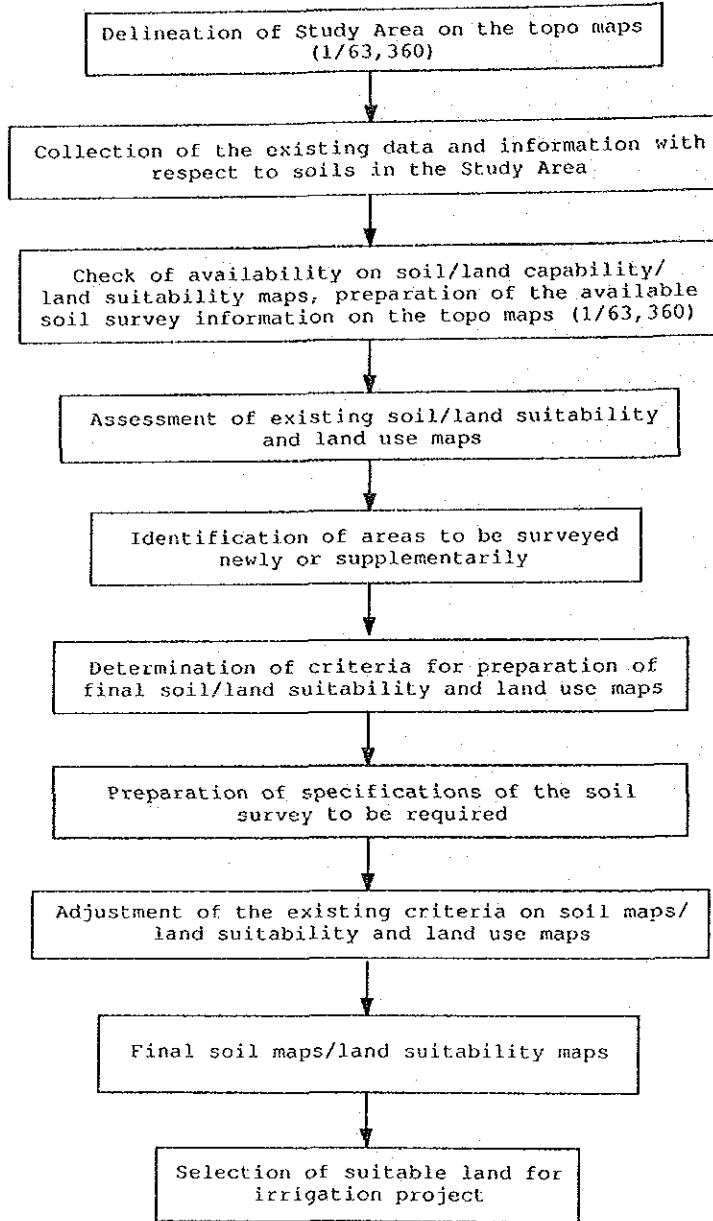 Delineation of Study Area on the topo maps
(1/63,360)
Collection of the existing data and information with
respect to soils in the Study Area
Check of availability on soil/land capability/
land suitability maps, preparation of the available
soil survey information on the topo maps (1/63,360)
Assessment of existing soil/land suitability
and land use maps
Identification of areas to be surveyed
newly or supplementarily
Determination of criteria for preparation of
final soil/land suitability and land use maps
Preparation of specifications of the soil
survey to be required
Adjustment of the existing criteria on soil maps/
land suitability and land use maps
Final soil maps/land suitability maps
Selection of suitable land for
irrigation project